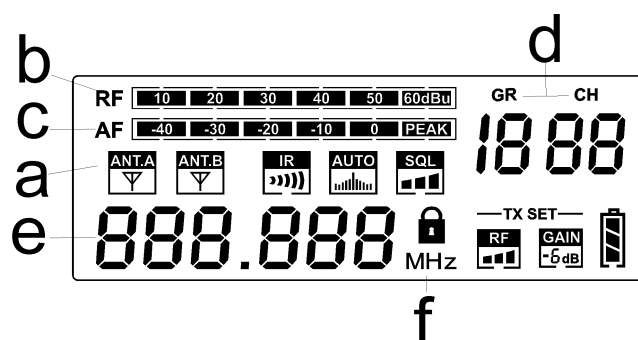 d
b
RF 10 20 30 40 50 60dBu
GR CH
c
AF -40 -30 -20 -10 0 PEAK
1888
a
ANT.A ANT.B IR AUTO SQL
e
888.888 MHz
TX SET
RF GAIN
-6dB
f